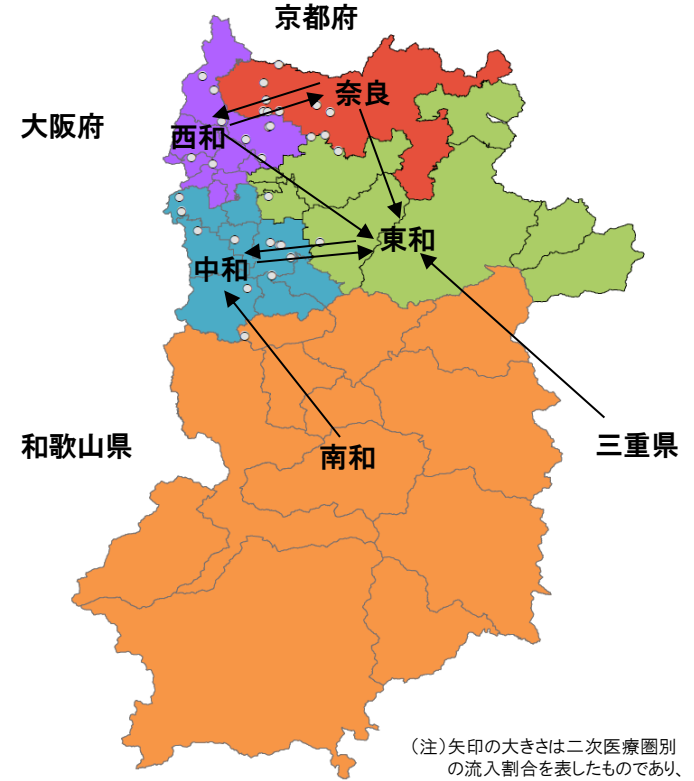 京都府
奈良
大阪府
西和
東和
中和
和歌山県
南和
三重県
（注）矢印の大きさは二次医療圏別
の流入割合を表したものであり、